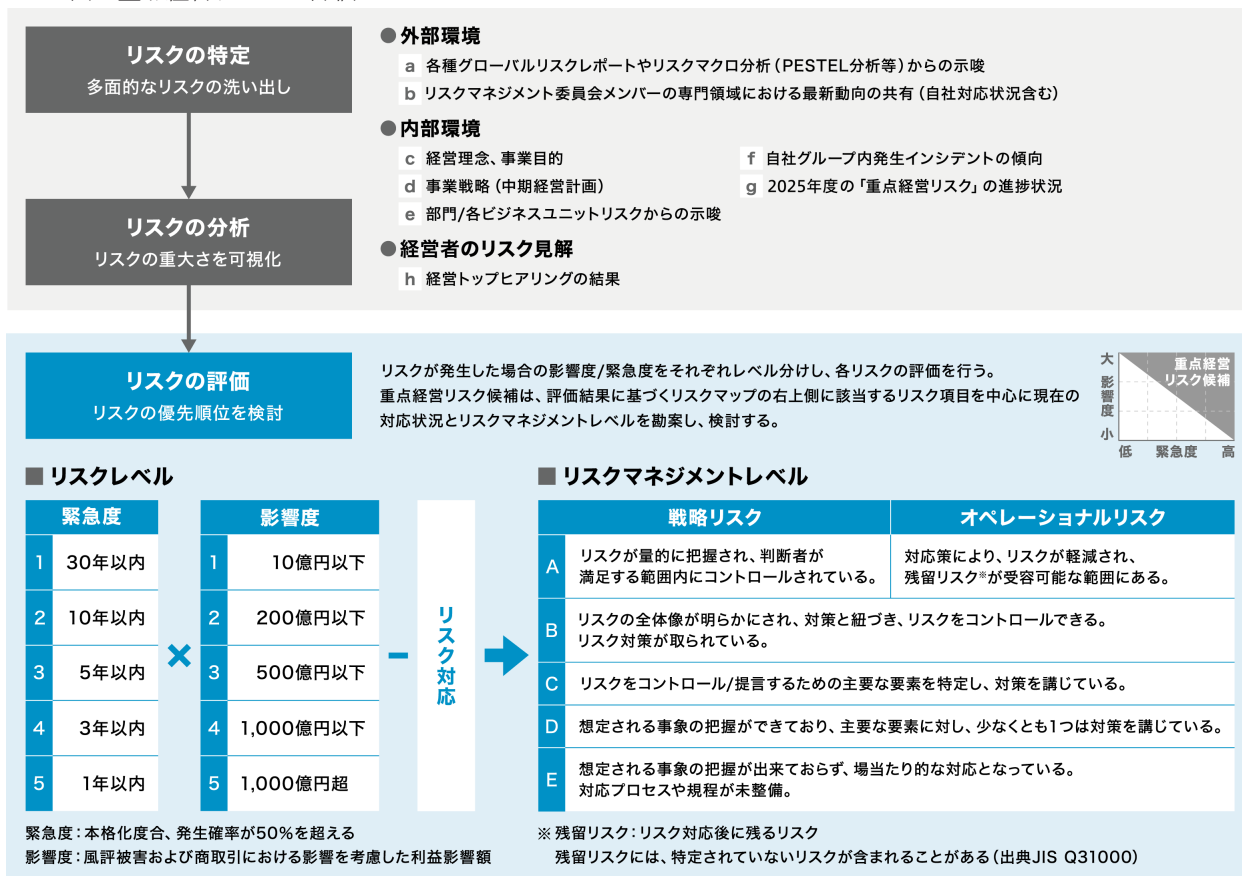 リスクの特定
多面的なリスクの洗い出し
リスクの分析
リスクの重大さを可視化
●外部環境
a 各種グローバルリスクレポートやリスクマクロ分析（PESTEL分析等）からの示唆
b リスクマネジメント委員会メンバーの専門領域における最新動向の共有（自社対応状況含む）
●内部環境
c 経営理念、事業目的
d 事業戦略（中期経営計画）
e 部門/各ビジネスユニットリスクからの示唆
f 自社グループ内発生インシデントの傾向
g 2025年度の「重点経営リスク」の進捗状況
●経営者のリスク見解
h 経営トップヒアリングの結果
リスクの評価
リスクの優先順位を検討
リスクが発生した場合の影響度/緊急度をそれぞれレベル分けし、各リスクの評価を行う。
重点経営リスク候補は、評価結果に基づくリスクマップの右上側に該当するリスク項目を中心に現在の
対応状況とリスクマネジメントレベルを勘案し、検討する。
大
影響度
小
重点経営
リスク候補
低 緊急度 高
■ リスクレベル
緊急度
1 30年以内
2 10年以内
3 5年以内
4 3年以内
5 1年以内
×
影響度
1 10億円以下
2 200億円以下
3 500億円以下
4 1,000億円以下
5 1,000億円超
−
リスク対応
緊急度：本格化度合、発生確率が50%を超える
影響度：風評被害および商取引における影響を考慮した利益影響額
■ リスクマネジメントレベル
戦略リスク オペレーショナルリスク
A リスクが量的に把握され、判断者が
満足する範囲内にコントロールされている。
対応策により、リスクが軽減され、
残留リスク※が受容可能な範囲にある。
B リスクの全体像が明らかにされ、対策と紐づき、リスクをコントロールできる。
リスク対策が取られている。
C リスクをコントロール/提言するための主要な要素を特定し、対策を講じている。
D 想定される事象の把握ができており、主要な要素に対し、少なくとも1つは対策を講じている。
E 想定される事象の把握が出来ておらず、場当たり的な対応となっている。
対応プロセスや規程が未整備。
※ 残留リスク：リスク対応後に残るリスク
残留リスクには、特定されていないリスクが含まれることがある（出典JIS Q31000）